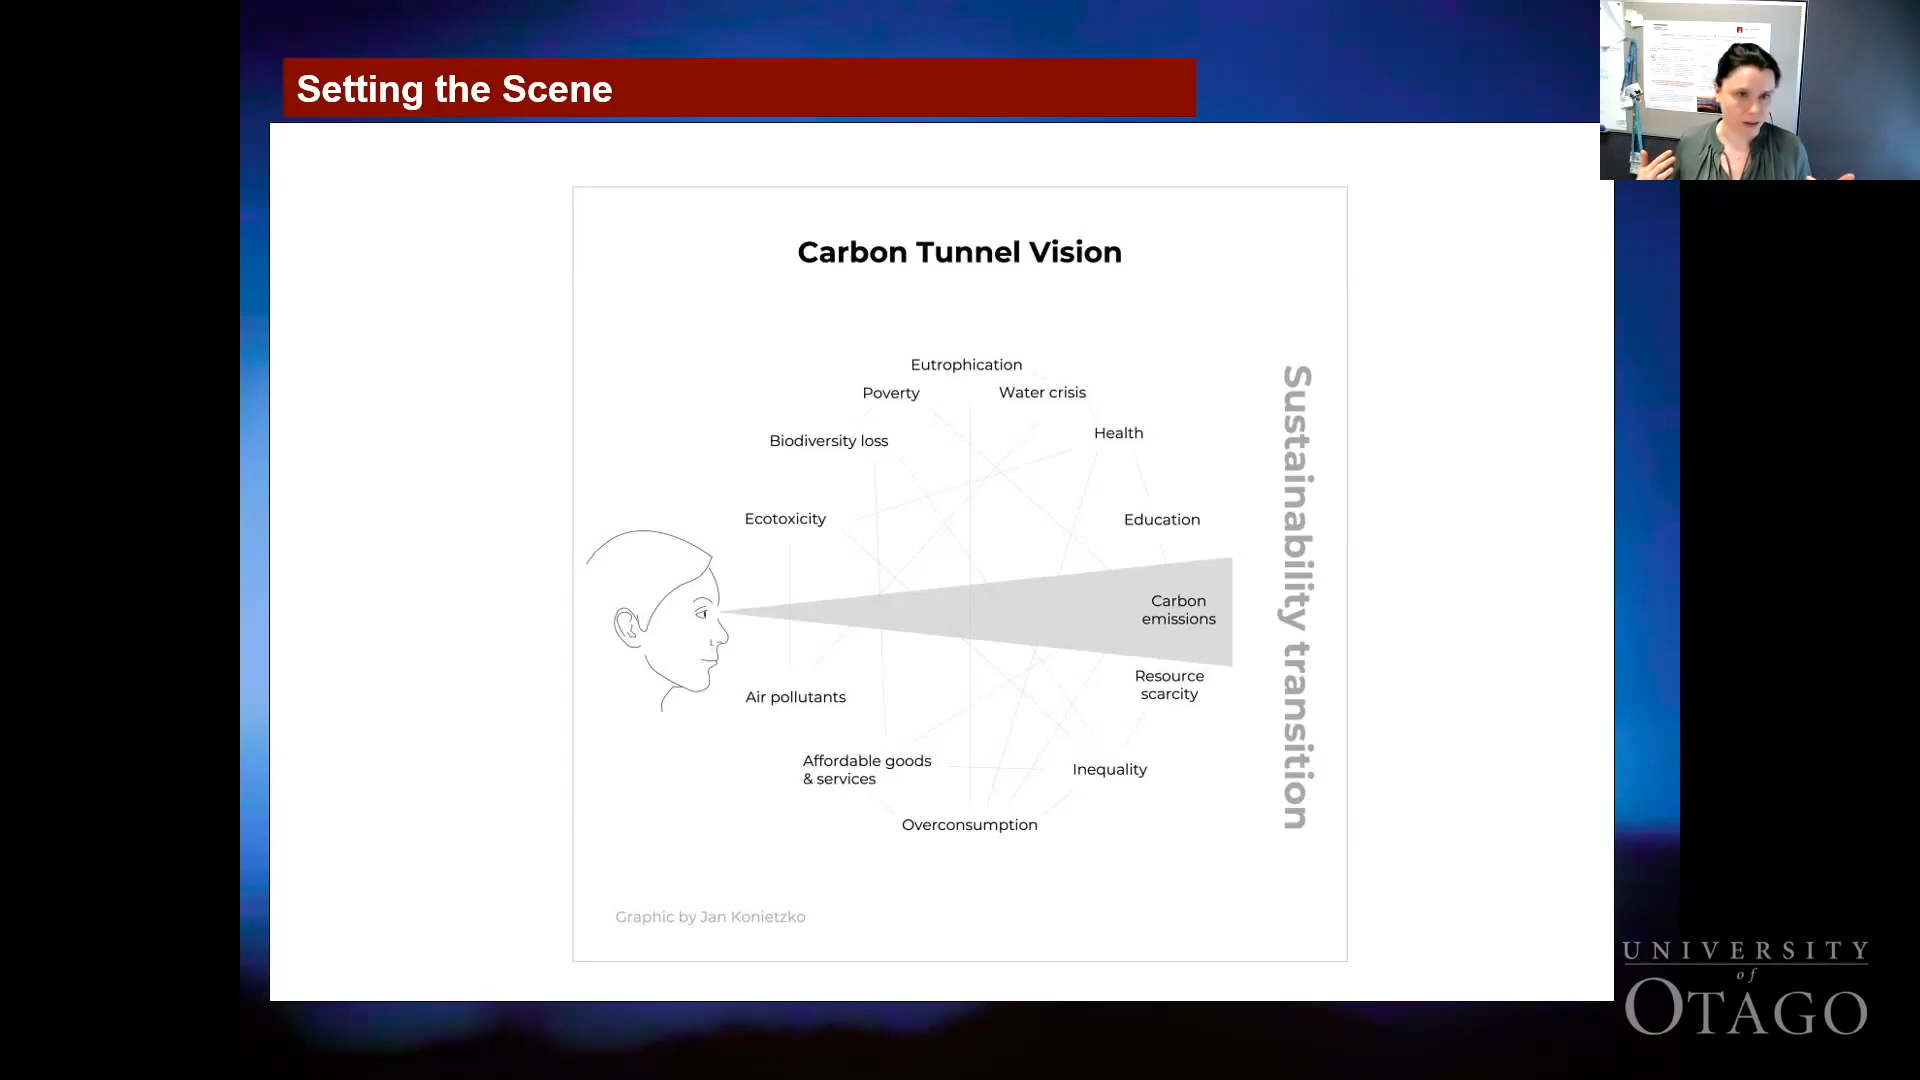 Setting the Scene
Carbon Tunnel Vision
Eutrophication
Poverty
Water crisis
Health
Biodiversity loss
Ecotoxicity
Education
Carbon
emissions
Resource
scarcity
Air pollutants
Affordable goods
& services
Inequality
Overconsumption
Sustainability transition
Graphic by Jan Konietzko
UNIVERSITY
of
OTAGO